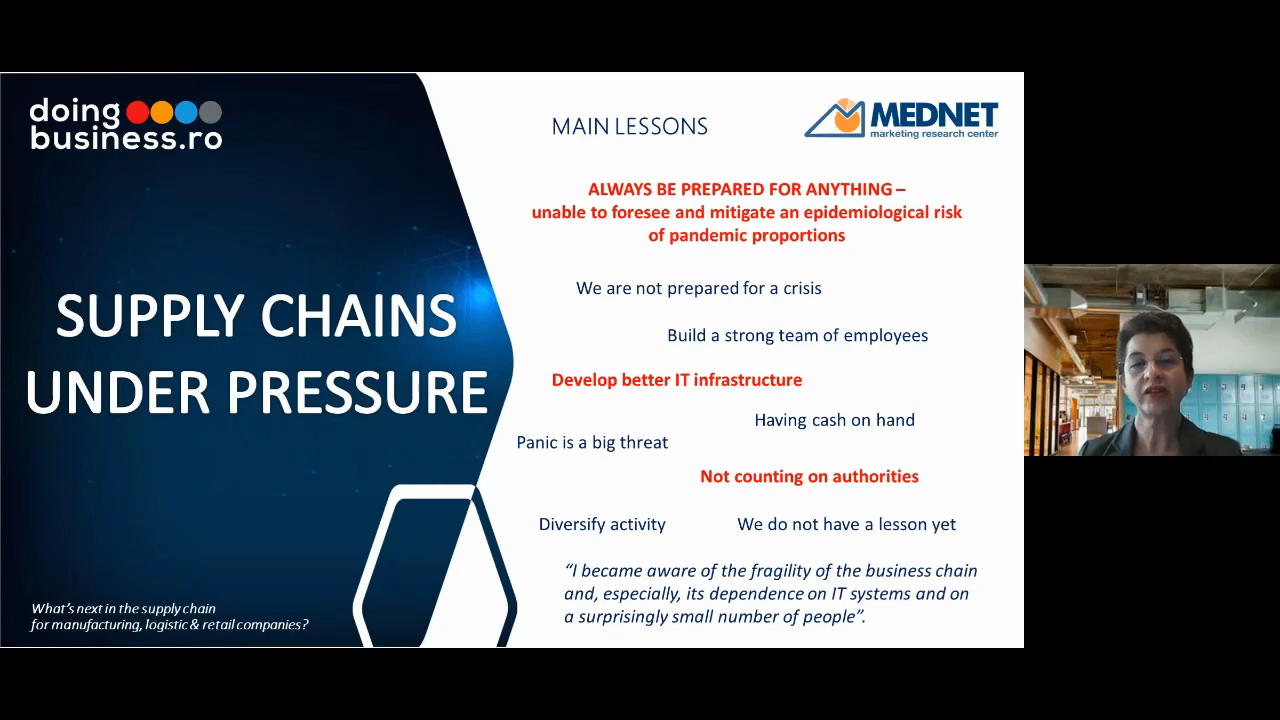 doing
business.ro
SUPPLY CHAINS
UNDER PRESSURE
What's next in the supply chain
for manufacturing, logistic & retail companies?
MAIN LESSONS
MEDNET
marketing research center
ALWAYS BE PREPARED FOR ANYTHING –
unable to foresee and mitigate an epidemiological risk
of pandemic proportions
We are not prepared for a crisis
Build a strong team of employees
Develop better IT infrastructure
Having cash on hand
Panic is a big threat
Not counting on authorities
Diversify activity
We do not have a lesson yet
“I became aware of the fragility of the business chain
and, especially, its dependence on IT systems and on
a surprisingly small number of people”.